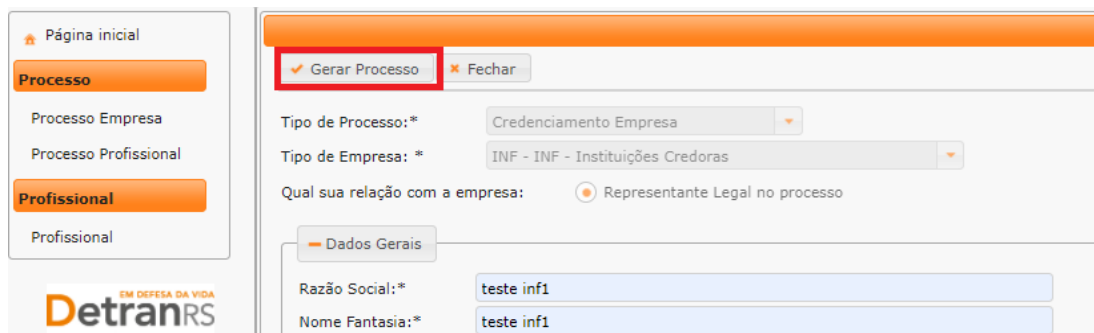 Página inicial
Processo
Processo Empresa
Processo Profissional
Profissional
Profissional
EM DEFESA DA VIDA
DetranRS
Gerar Processo
Fechar
Tipo de Processo:* Credenciamento Empresa
Tipo de Empresa: * INF - INF - Instituições Credoras
Qual sua relação com a empresa: Representante Legal no processo
Dados Gerais
Razão Social:* teste inf1
Nome Fantasia:* teste inf1